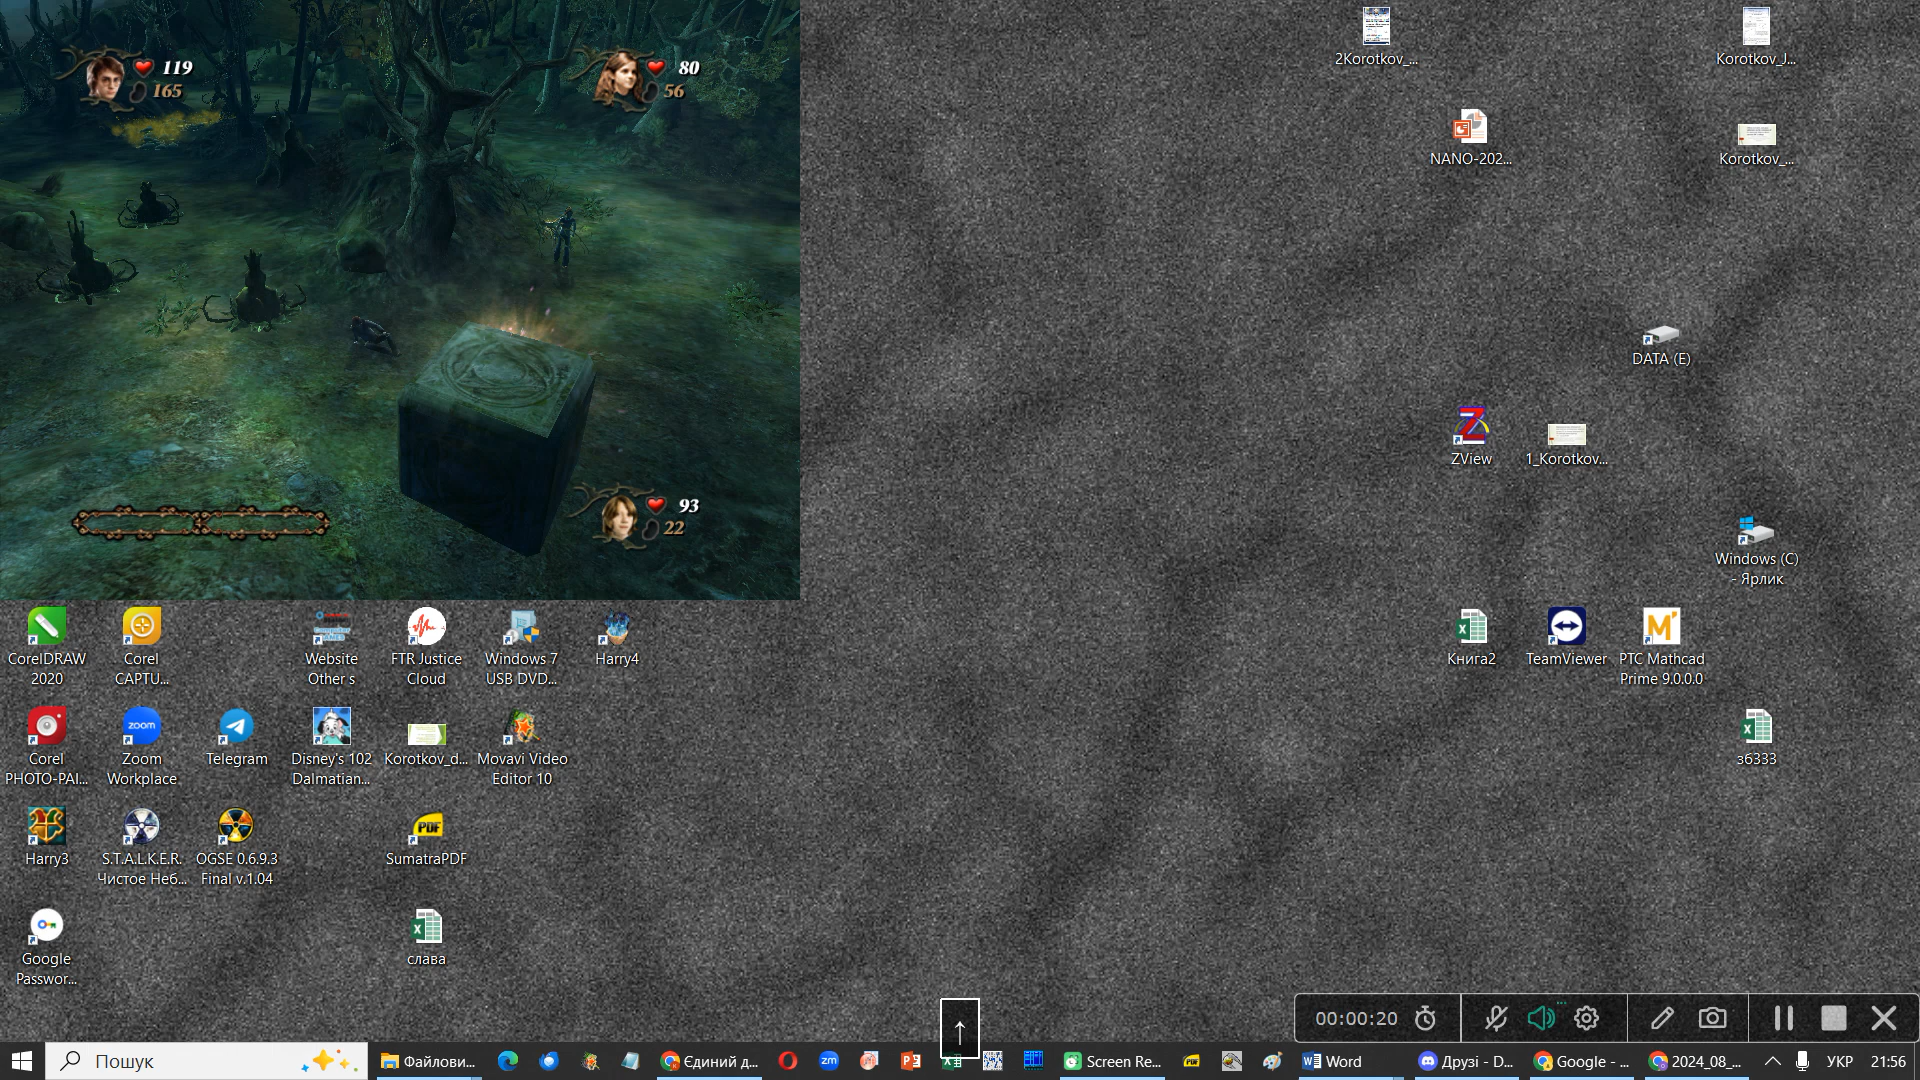 119
165
80
56
93
22
2Korotkov_...
Korotkov_J...
NANO-202...
Korotkov_...
DATA (E)
ZView
1_Korotkov...
Windows (C)
- Ярлик
Книга2
TeamViewer
PTC Mathcad
Prime 9.0.0.0
з6333
CorelDRAW
2020
Corel
CAPTU...
Website
Other s
FTR Justice
Cloud
Windows 7
USB DVD...
Harry4
Corel
PHOTO-PAI...
zoom
Zoom
Workplace
Telegram
Disney's 102
Dalmatian...
Korotkov_d...
Movavi Video
Editor 10
Harry3
S.T.A.L.K.E.R.
Чистое Неб...
OGSE 0.6.9.3
Final v.1.04
PDF
SumatraPDF
Google
Passwor...
слава
00:00:20
↑
Пошук
Файлови...
Єдиний д...
zm
Screen Re...
Word
Друзі - D...
Google - ...
2024_08_...
УКР
21:56